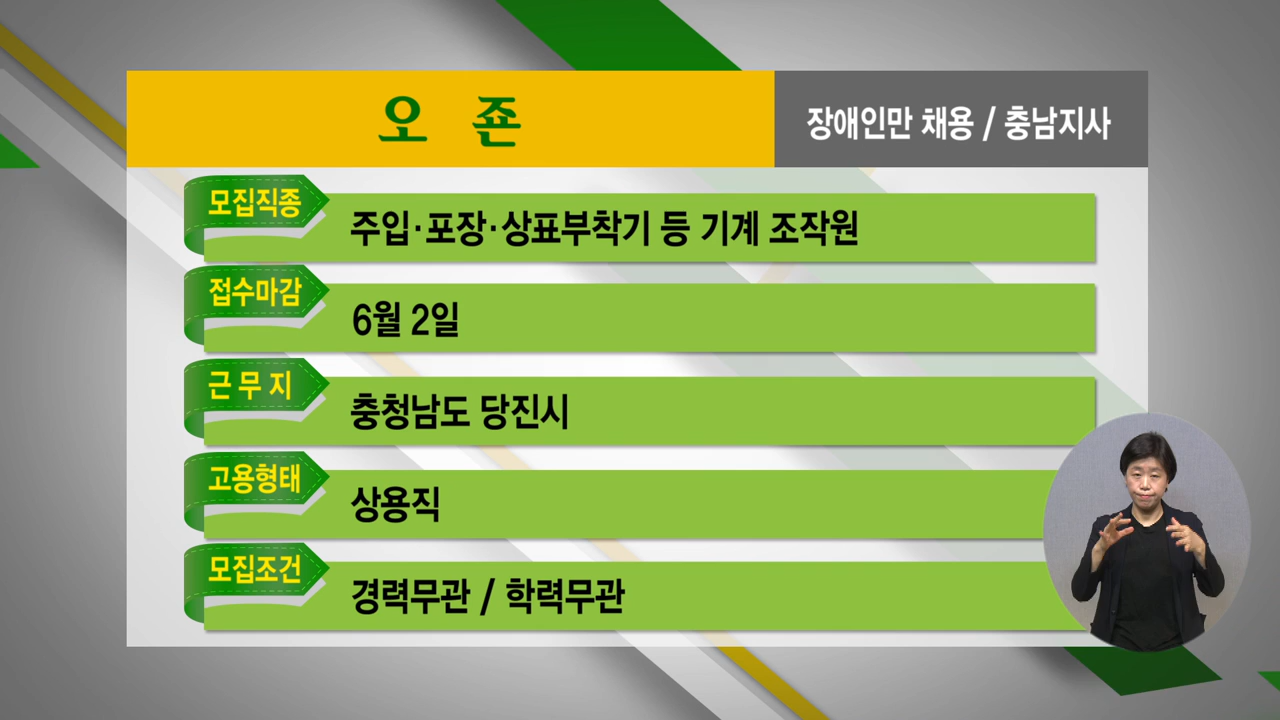 오 죤
장애인만 채용 / 충남지사
모집직종
주입·포장·상표부착기 등 기계 조작원
접수마감
6월 2일
근 무 지
충청남도 당진시
고용형태
상용직
모집조건
경력무관 / 학력무관